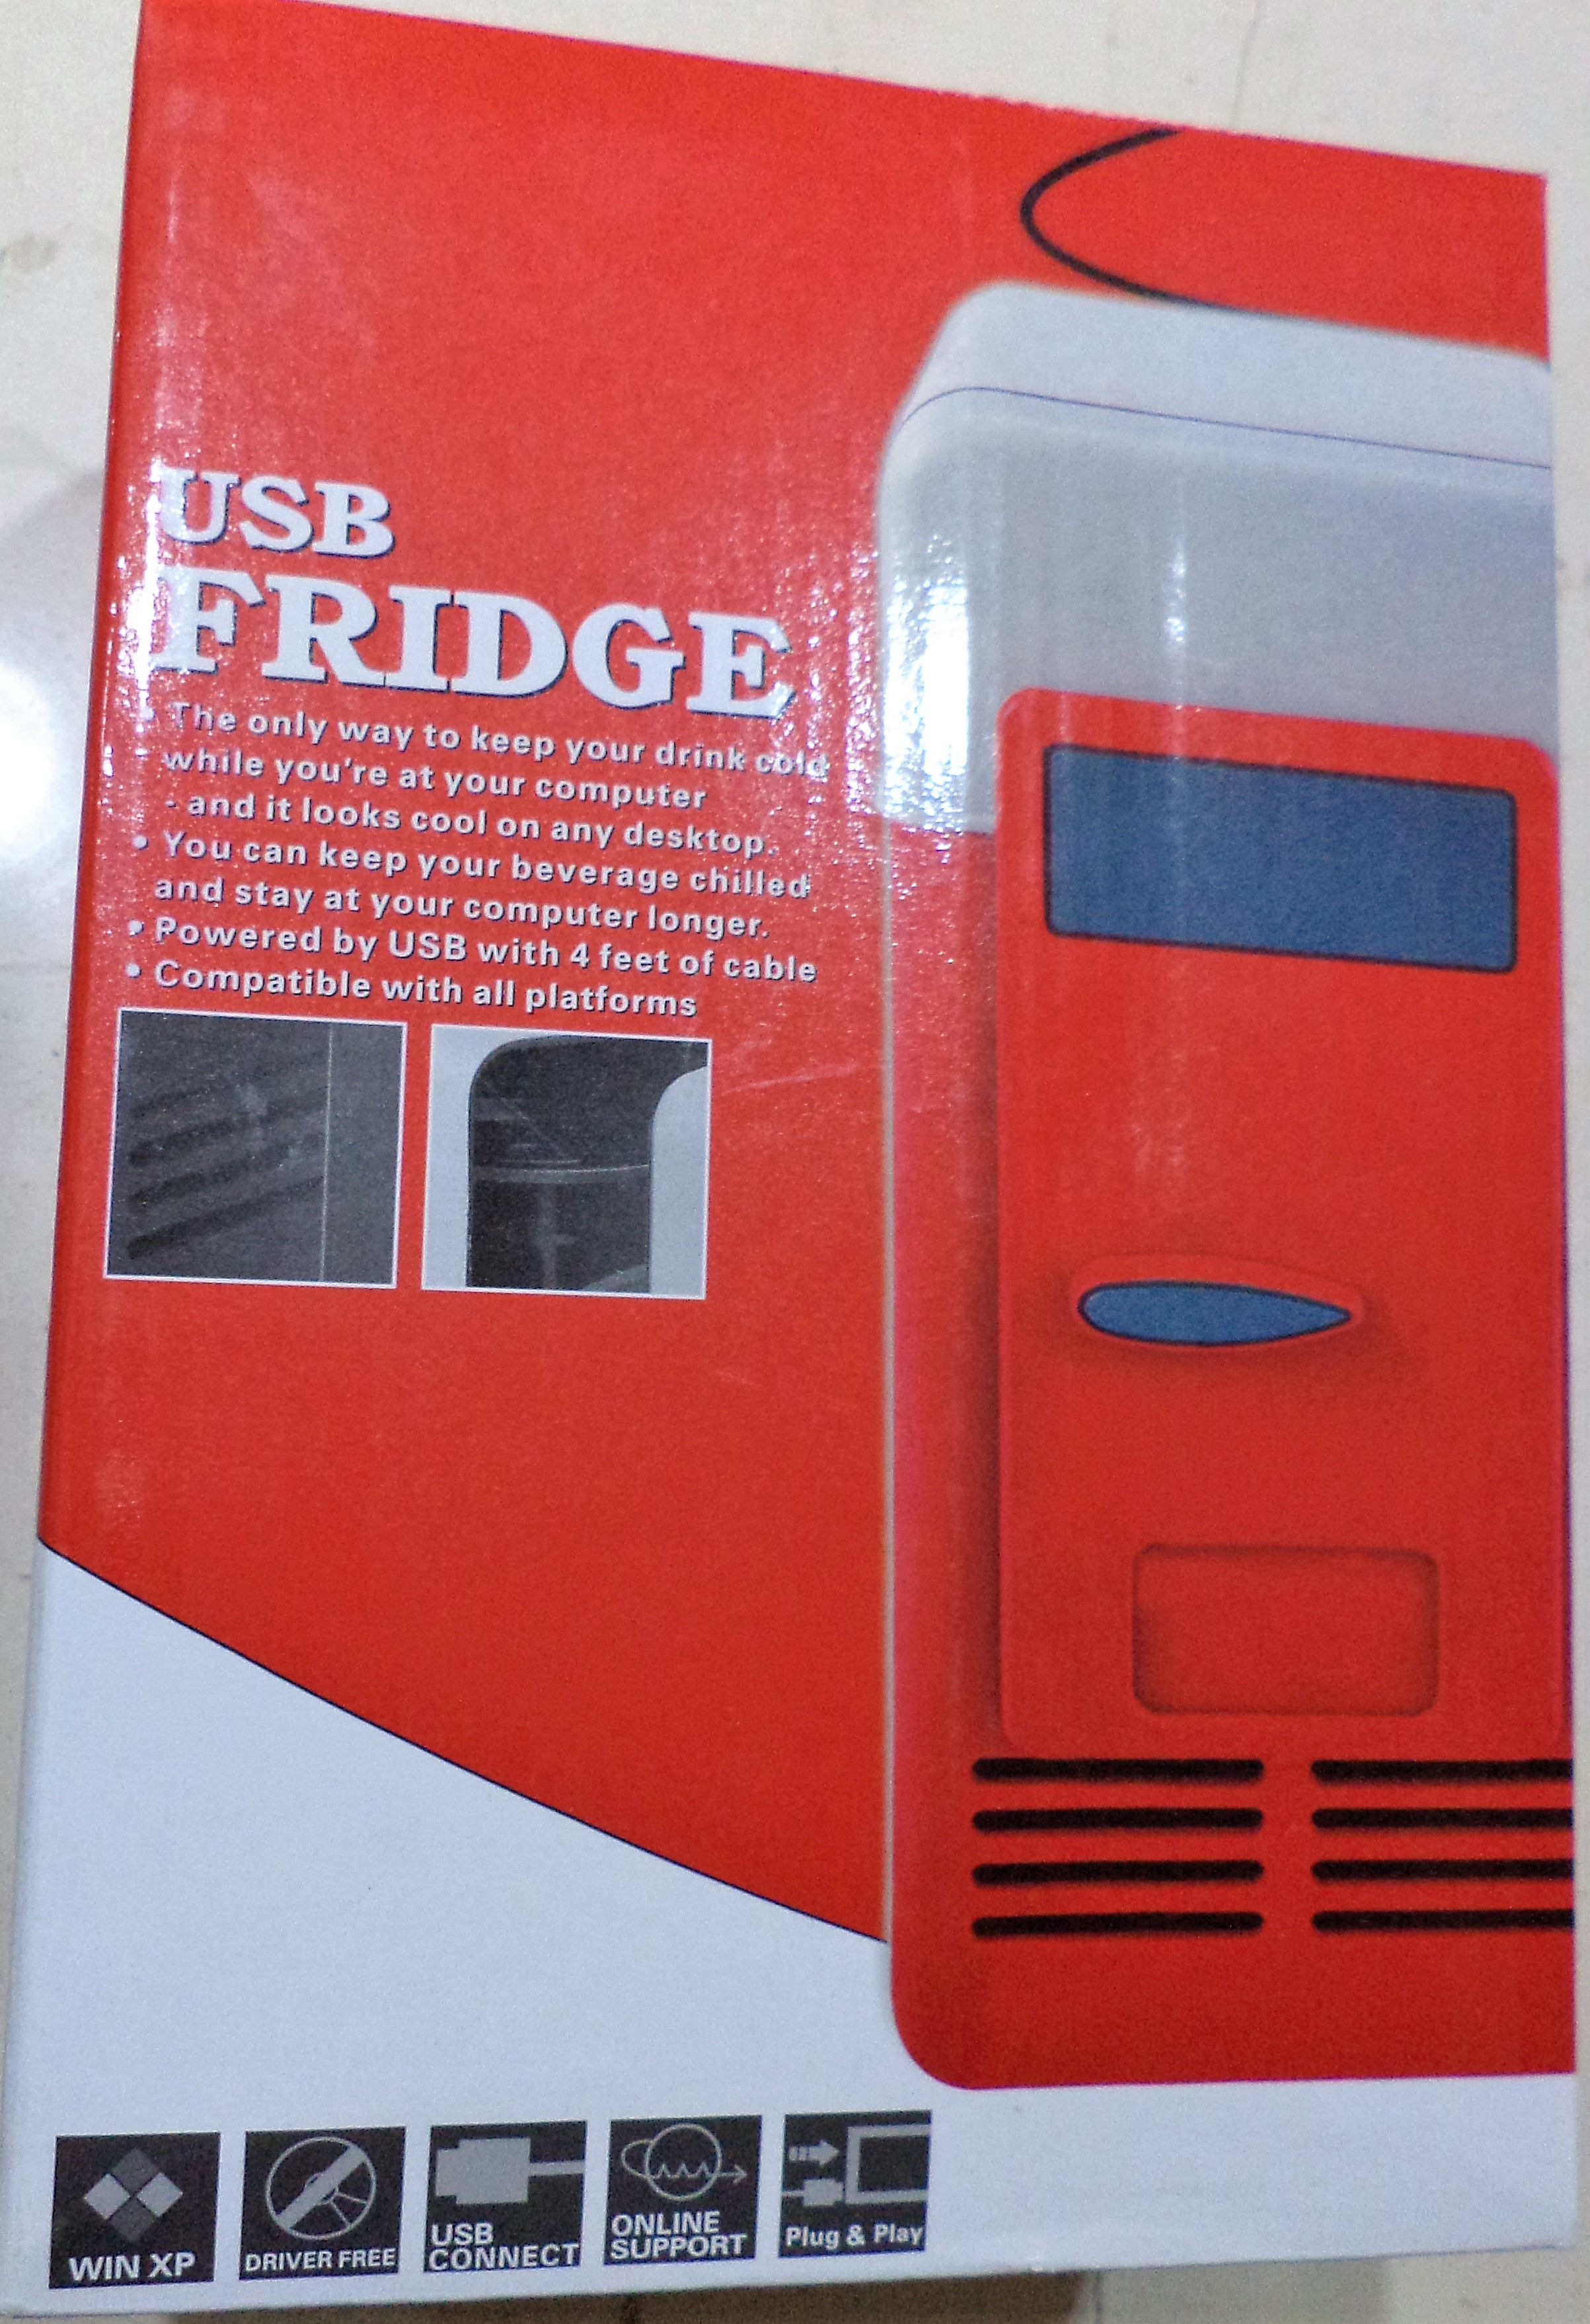 USB
FRIDGE
• The only way to keep your drink cold
while you're at your computer
- and it looks cool on any desktop.
• You can keep your beverage chilled
and stay at your computer longer.
• Powered by USB with 4 feet of cable
• Compatible with all platforms
WIN XP
DRIVER FREE
USB
CONNECT
ONLINE
SUPPORT
Plug & Play